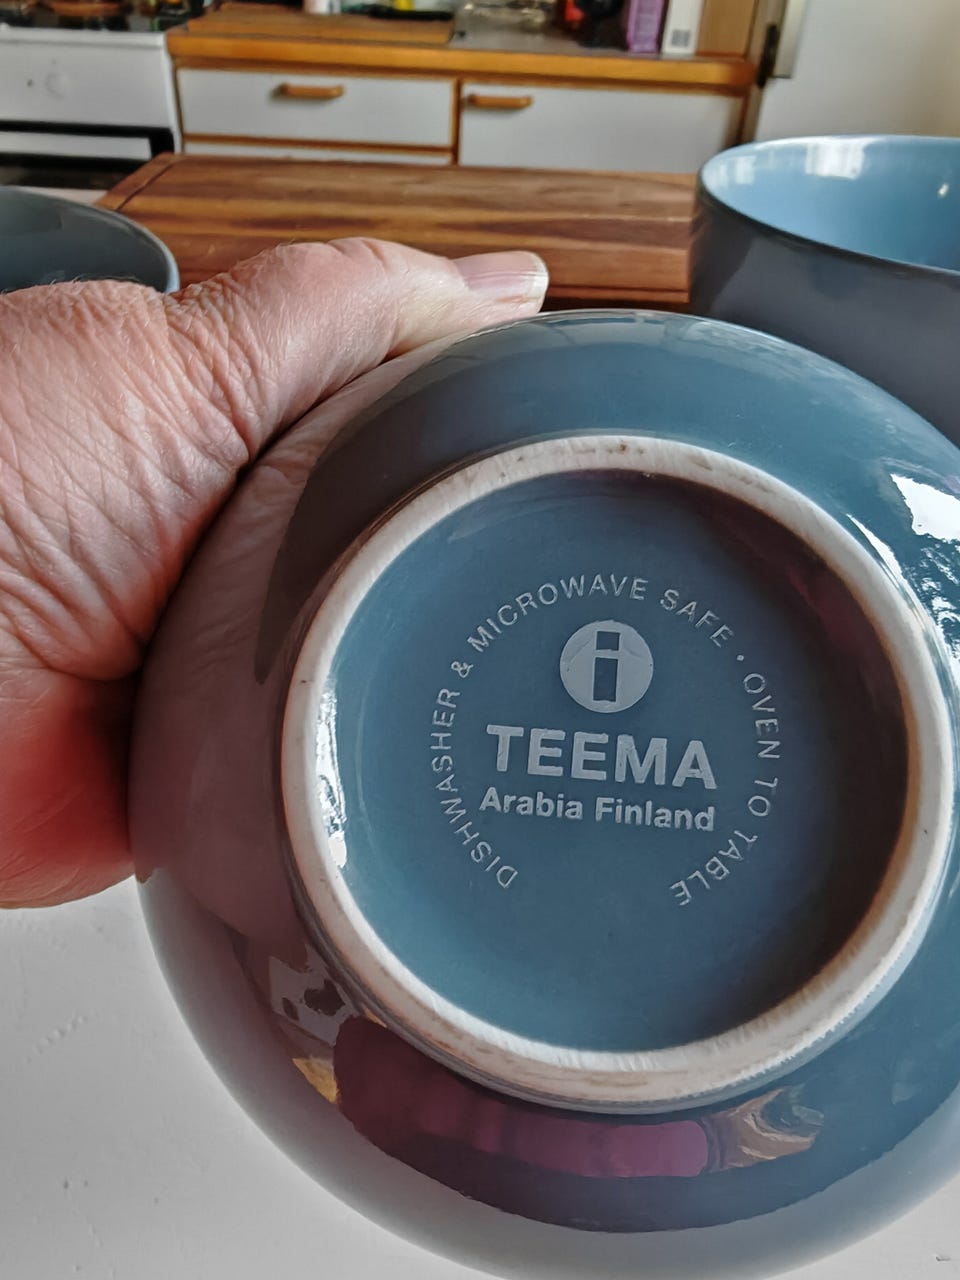 DISHWASHER & MICROWAVE SAFE · OVEN TO TABLE
i
TEEMA
Arabia Finland